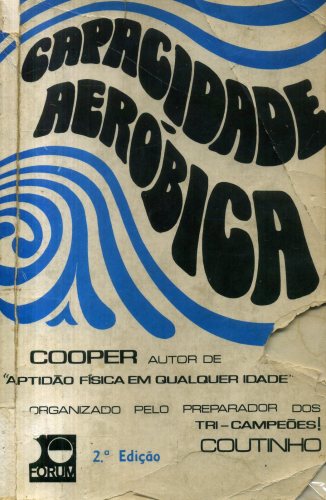 CAPACIDADE
AERÓBICA
COOPER AUTOR DE
"APTIDÃO FÍSICA EM QUALQUER IDADE"
ORGANIZADO PELO PREPARADOR DOS
TRI-CAMPEÕES!
COUTINHO
10
FORUM
2.ª Edição